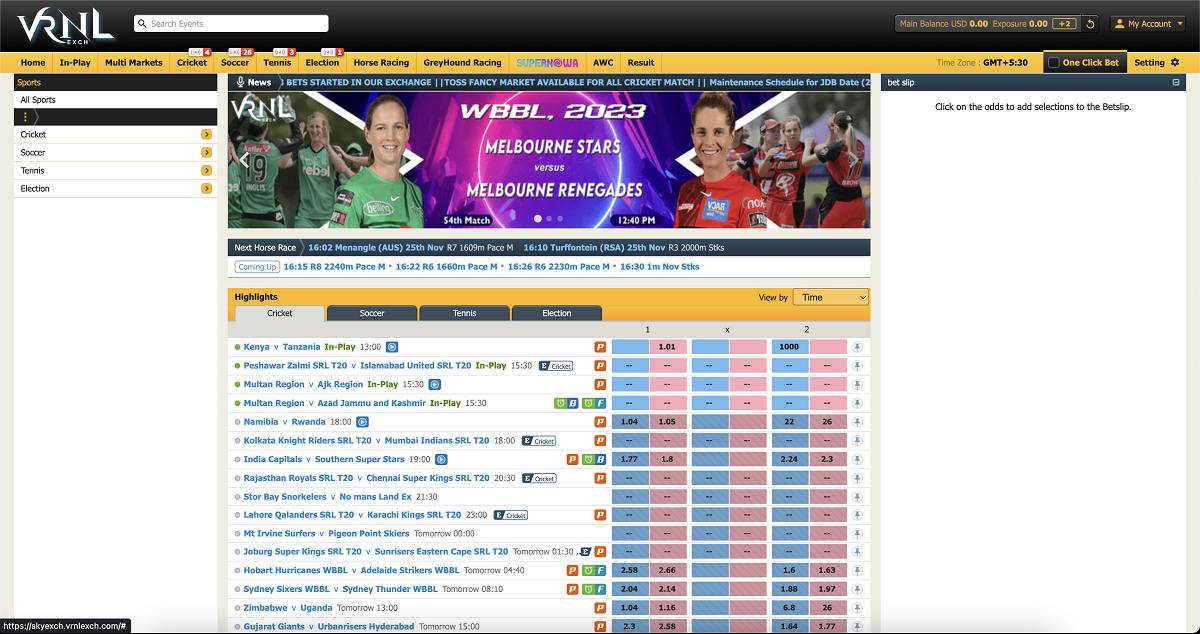 VRNL
EXCH
Search Events
Main Balance USD 0.00 Exposure 0.00 +2
My Account
4 26 3 1
Home In-Play Multi Markets Cricket Soccer Tennis Election Horse Racing GreyHound Racing SUPERNOWA AWC Result
Time Zone : GMT+5:30 One Click Bet Setting
Sports
All Sports
Cricket
Soccer
Tennis
Election
News BETS STARTED IN OUR EXCHANGE ||TOSS FANCY MARKET AVAILABLE FOR ALL CRICKET MATCH || Maintenance Schedule for JDB Date (2
VRNL
EXCH
WBBL, 2023
MELBOURNE STARS
versus
MELBOURNE RENEGADES
54th Match 12:40 PM
Next Horse Race 16:02 Menangle (AUS) 25th Nov R7 1609m Pace M 16:10 Turffontein (RSA) 25th Nov R3 2000m Stks
Coming Up 16:15 R8 2240m Pace M • 16:22 R6 1660m Pace M • 16:26 R6 2230m Pace M • 16:30 1m Nov Stks
Highlights View by Time
Cricket Soccer Tennis Election
1 x 2
Kenya v Tanzania In-Play 13:00 P 1.01 1000
Peshawar Zalmi SRL T20 v Islamabad United SRL T20 In-Play 15:30 E Cricket P -- -- -- -- -- --
Multan Region v Ajk Region In-Play 15:30 P -- -- -- -- -- --
Multan Region v Azad Jammu and Kashmir In-Play 15:30 B F -- -- -- -- -- --
Namibia v Rwanda 18:00 P 1.04 1.05 22 26
Kolkata Knight Riders SRL T20 v Mumbai Indians SRL T20 18:00 E Cricket P -- -- -- -- -- --
India Capitals v Southern Super Stars 19:00 P B 1.77 1.8 2.24 2.3
Rajasthan Royals SRL T20 v Chennai Super Kings SRL T20 20:30 E Cricket P -- -- -- -- -- --
Stor Bay Snorkelers v No mans Land Ex 21:30 -- -- -- -- -- --
Lahore Qalanders SRL T20 v Karachi Kings SRL T20 23:00 E Cricket P -- -- -- -- -- --
Mt Irvine Surfers v Pigeon Point Skiers Tomorrow 00:00 -- -- -- -- -- --
Joburg Super Kings SRL T20 v Sunrisers Eastern Cape SRL T20 Tomorrow 01:30 .. E P -- -- -- -- -- --
Hobart Hurricanes WBBL v Adelaide Strikers WBBL Tomorrow 04:40 P F 2.58 2.66 1.6 1.63
Sydney Sixers WBBL v Sydney Thunder WBBL Tomorrow 08:10 P F 2.04 2.14 1.88 1.97
Zimbabwe v Uganda Tomorrow 13:00 P 1.04 1.16 6.8 26
Gujarat Giants v Urbanrisers Hyderabad Tomorrow 15:00 P 2.3 2.58 1.64 1.77
bet slip
Click on the odds to add selections to the Betslip.
https://skyexch.vrnlexch.com/#